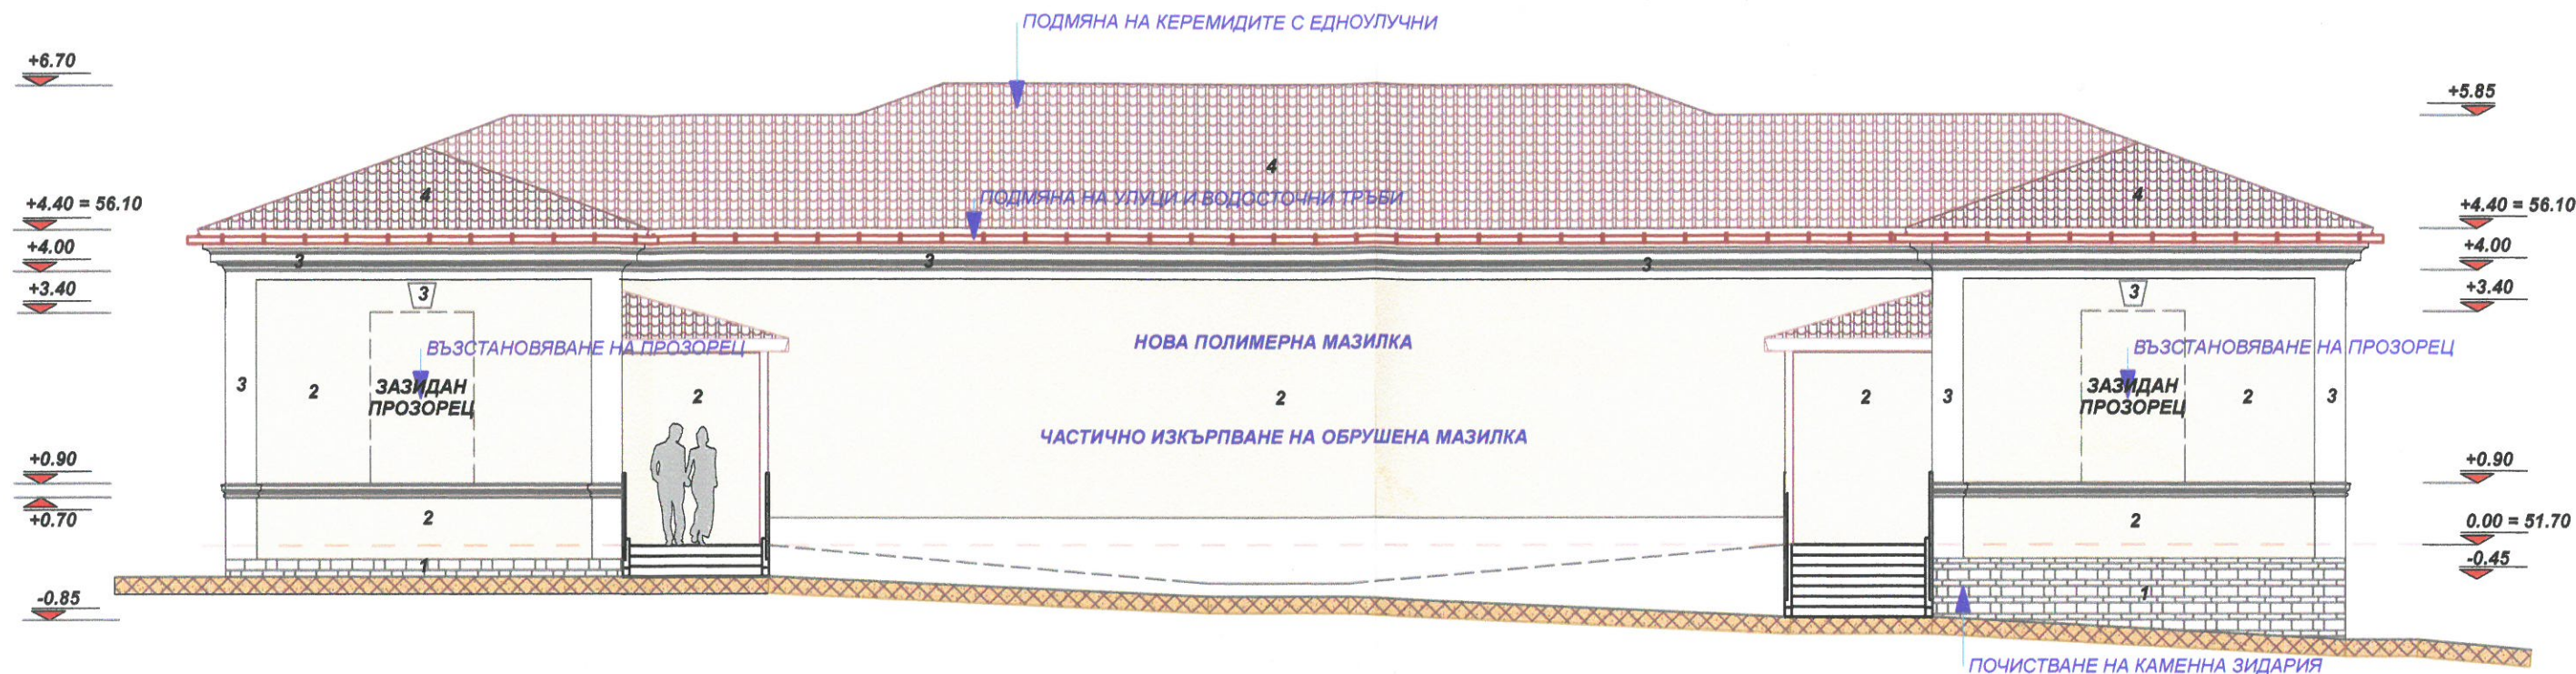 ПОДМЯНА НА КЕРЕМИДИТЕ С ЕДНОУЛУЧНИ
+6.70
+5.85
4
ПОДМЯНА НА УЛУЦИ И ВОДОСТОЧНИ ТРЪБИ
4
4
+4.40 = 56.10
+4.40 = 56.10
+4.00
+4.00
3
3
3
+3.40
+3.40
3
3
НОВА ПОЛИМЕРНА МАЗИЛКА
ВЪЗСТАНОВЯВАНЕ НА ПРОЗОРЕЦ
ВЪЗСТАНОВЯВАНЕ НА ПРОЗОРЕЦ
3
2
ЗАЗИДАН
ПРОЗОРЕЦ
2
2
2
3
ЗАЗИДАН
ПРОЗОРЕЦ
2
3
ЧАСТИЧНО ИЗКЪРПВАНЕ НА ОБРУШЕНА МАЗИЛКА
+0.90
+0.90
+0.70
2
2
0.00 = 51.70
1
-0.45
-0.85
1
ПОЧИСТВАНЕ НА КАМЕННА ЗИДАРИЯ